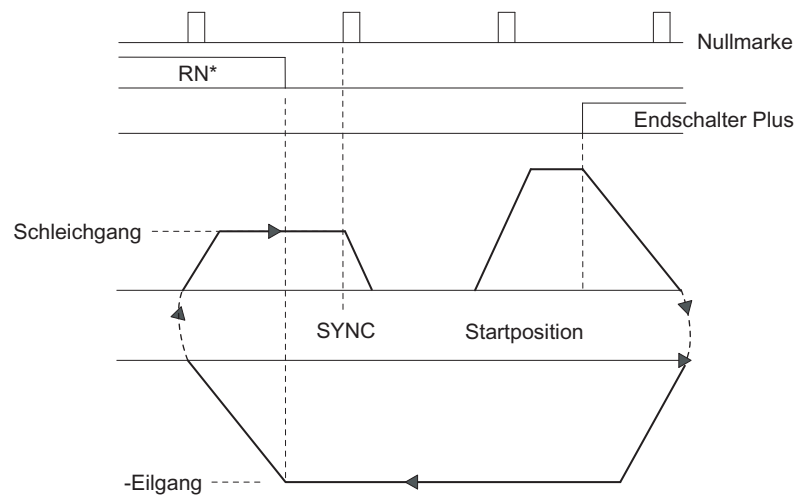 Nullmarke
RN*
Endschalter Plus
Schleichgang
SYNC
Startposition
-Eilgang